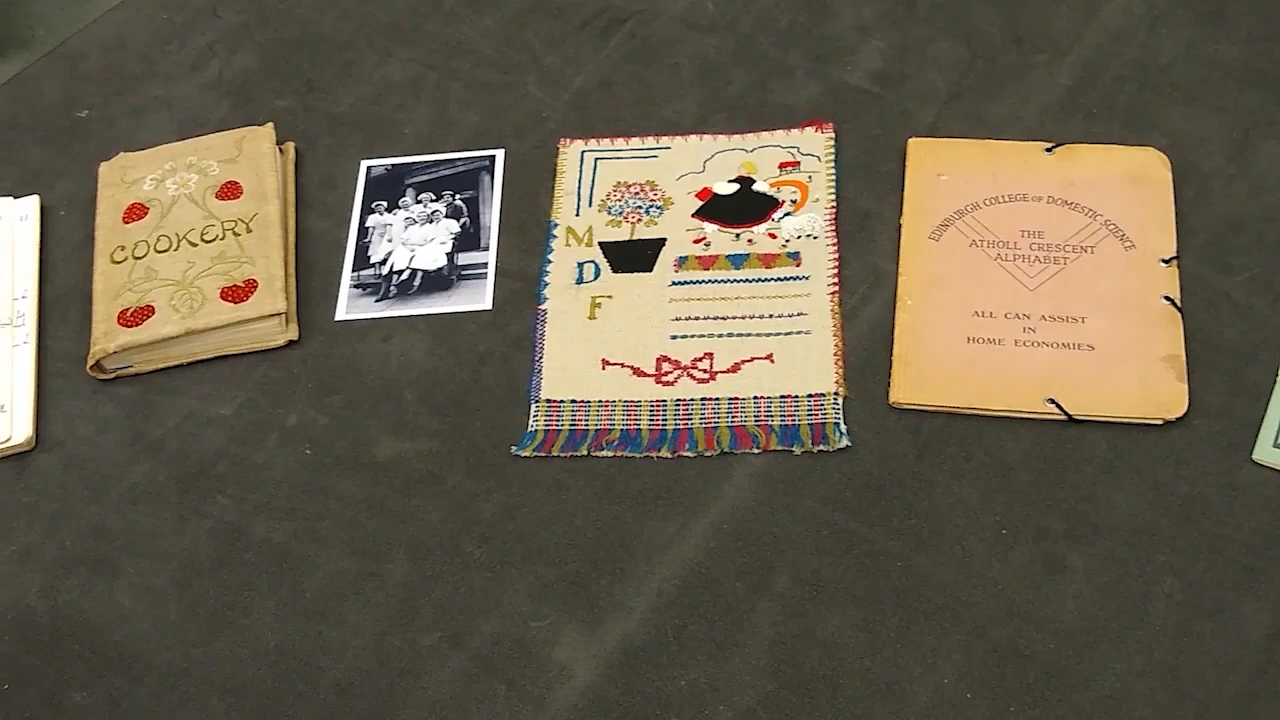 COOKERY
M
D
F
EDINBURGH COLLEGE OF DOMESTIC SCIENCE
THE
ATHOLL CRESCENT
ALPHABET
ALL CAN ASSIST
IN
HOME ECONOMIES